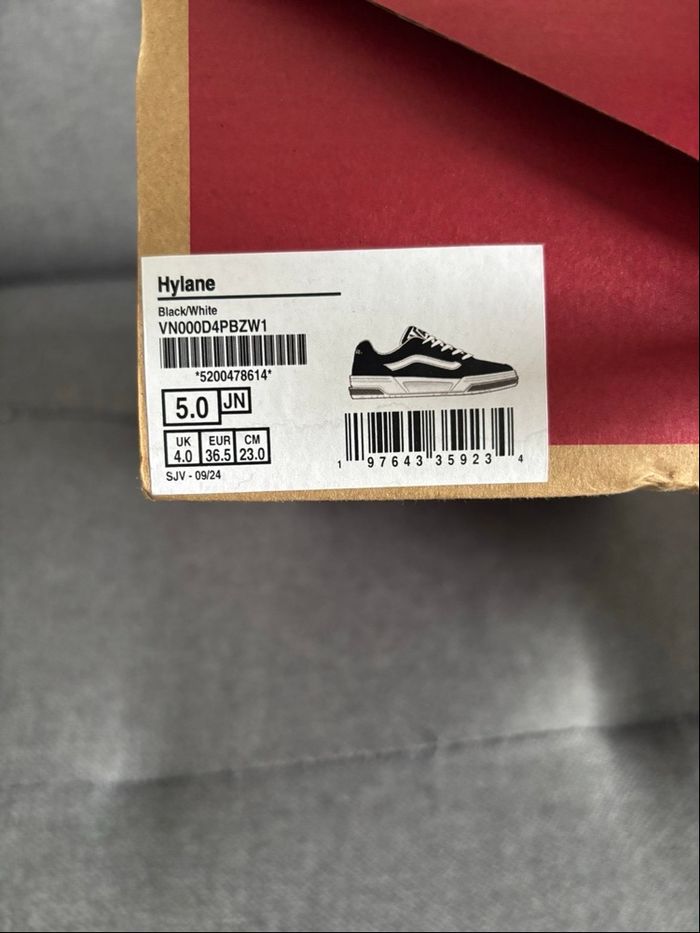 Hylane
Black/White
VN000D4PBZW1
*5200478614*
5.0 JN
UK EUR CM
4.0 36.5 23.0
SJV - 09/24
1 97643 35923 4